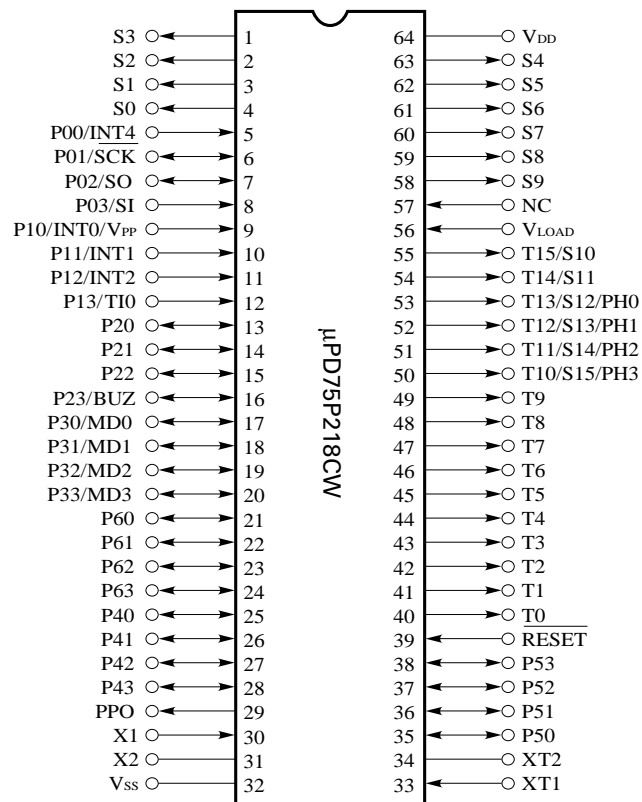 S3 1 64 VDD
S2 2 63 S4
S1 3 62 S5
S0 4 61 S6
P00/INT4 5 60 S7
P01/SCK 6 59 S8
P02/SO 7 58 S9
P03/SI 8 57 NC
P10/INT0/VPP 9 56 VLOAD
P11/INT1 10 55 T15/S10
P12/INT2 11 54 T14/S11
P13/TI0 12 53 T13/S12/PH0
P20 13 52 T12/S13/PH1
P21 14 51 T11/S14/PH2
P22 15 50 T10/S15/PH3
P23/BUZ 16 49 T9
P30/MD0 17 48 T8
P31/MD1 18 47 T7
P32/MD2 19 46 T6
P33/MD3 20 45 T5
P60 21 44 T4
P61 22 43 T3
P62 23 42 T2
P63 24 41 T1
P40 25 40 T0
P41 26 39 RESET
P42 27 38 P53
P43 28 37 P52
PPO 29 36 P51
X1 30 35 P50
X2 31 34 XT2
VSS 32 33 XT1
μPD75P218CW